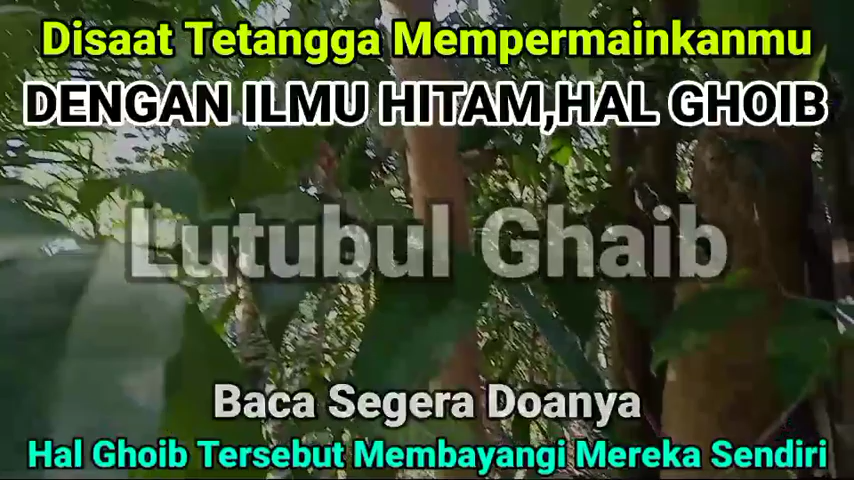 Disaat Tetangga Mempermainkanmu
DENGAN ILMU HITAM,HAL GHOIB
Lutubul Ghaib
Baca Segera Doanya
Hal Ghoib Tersebut Membayangi Mereka Sendiri